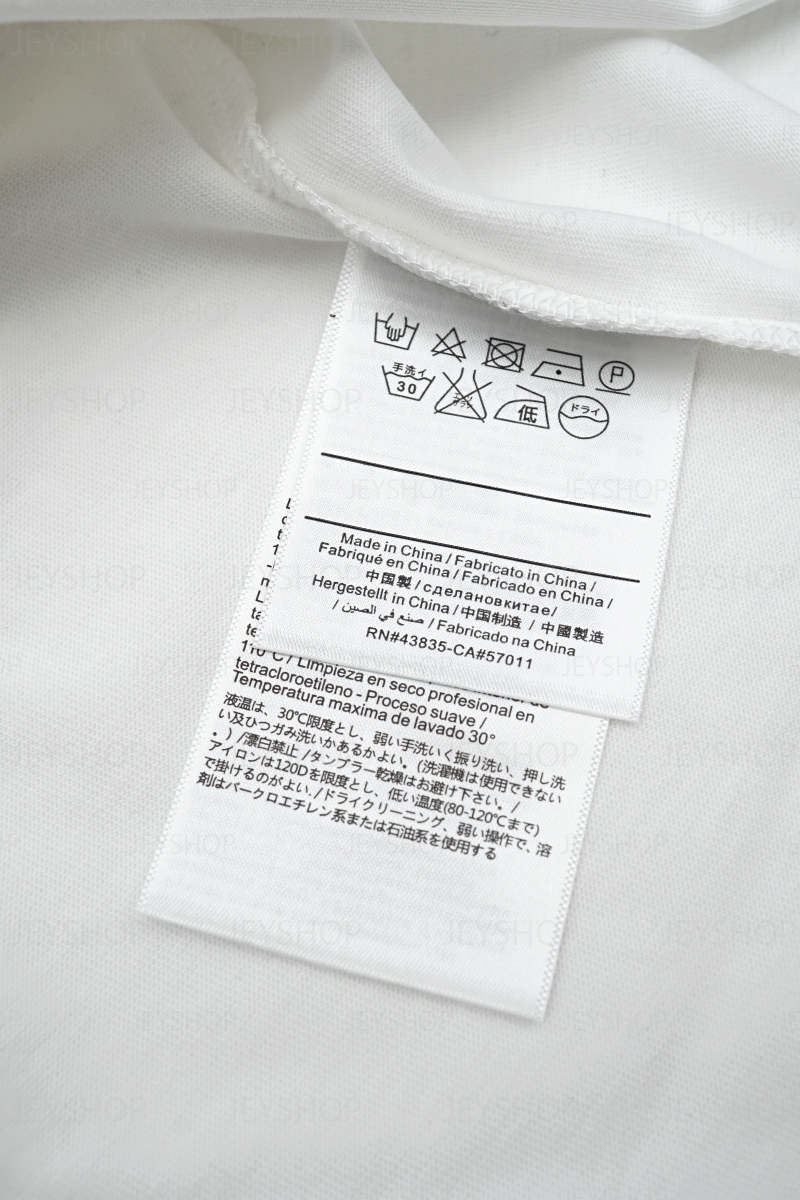 手洗イ
30
低
ドライ
P
Made in China / Fabricato in China /
Fabriqué en China / Fabricado en China /
中国製 / сделановкитае/
Hergestellt in China / 中国制造 / 中國製造
صنع في الصين / / Fabricado na China
RN#43835-CA#57011
110°C / Limpieza en seco profesional en
tetracloroetileno - Proceso suave /
Temperatura maxima de lavado 30°
液温は、30℃限度とし、弱い手洗いく振り洗い、押し洗
い及びつガみ洗いかあるかよい。(洗濯機は使用できない
。) /漂白禁止 /タンブラー乾燥はお避け下さい。/
アイロンは120Dを限度とし、低い温度(80-120℃まで)
で掛けるのがよい./ドライクリーニング、弱い操作で、溶
剤はパークロエチレン系または石油系を使用する
JEYSHOP